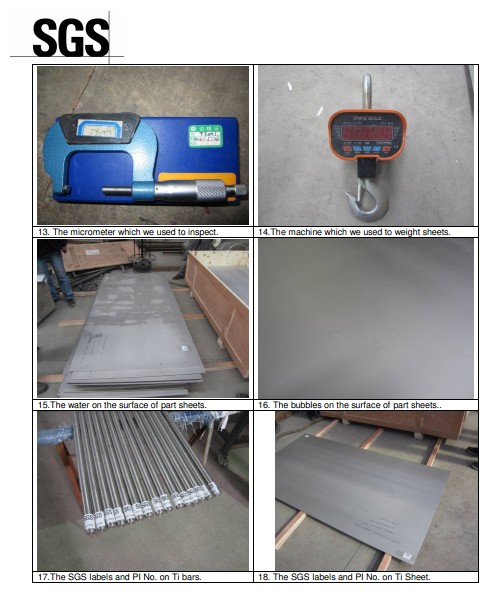 SGS
13. The micrometer which we used to inspect.
14.The machine which we used to weight sheets.
15.The water on the surface of part sheets.
16. The bubbles on the surface of part sheets..
17.The SGS labels and PI No. on Ti bars.
18. The SGS labels and PI No. on Ti Sheet.